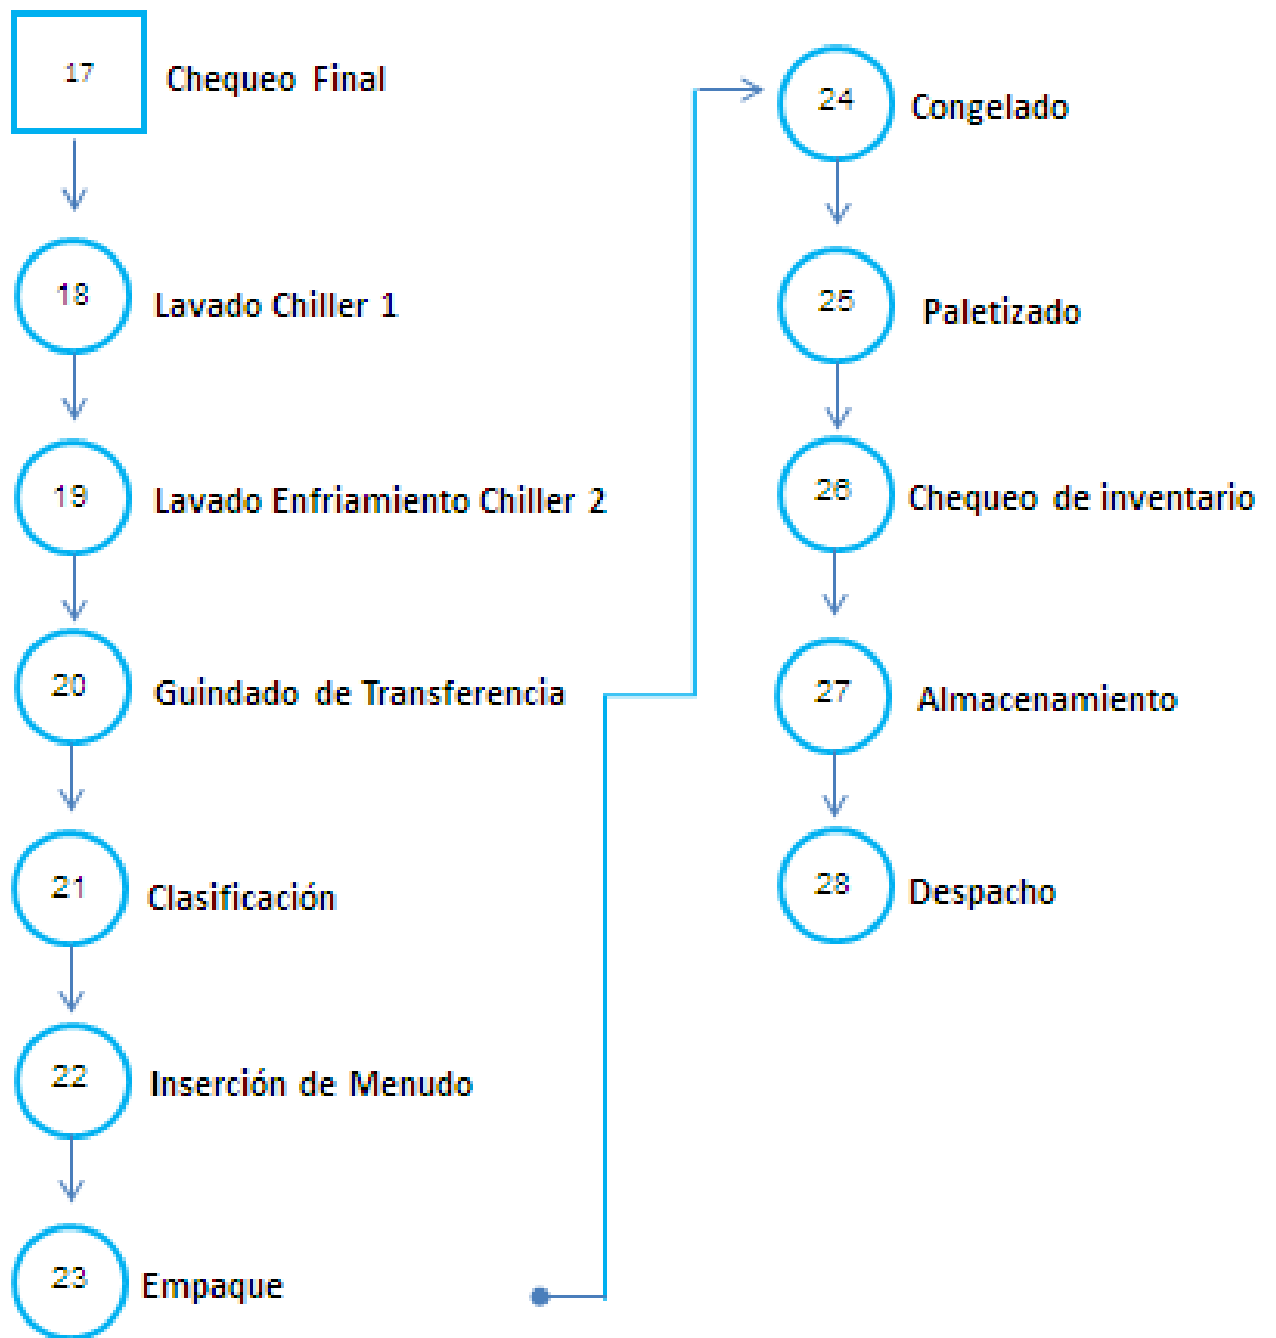 17 Chequeo Final
18 Lavado Chiller 1
19 Lavado Enfriamiento Chiller 2
20 Guindado de Transferencia
21 Clasificación
22 Inserción de Menudo
23 Empaque
24 Congelado
25 Paletizado
26 Chequeo de inventario
27 Almacenamiento
28 Despacho